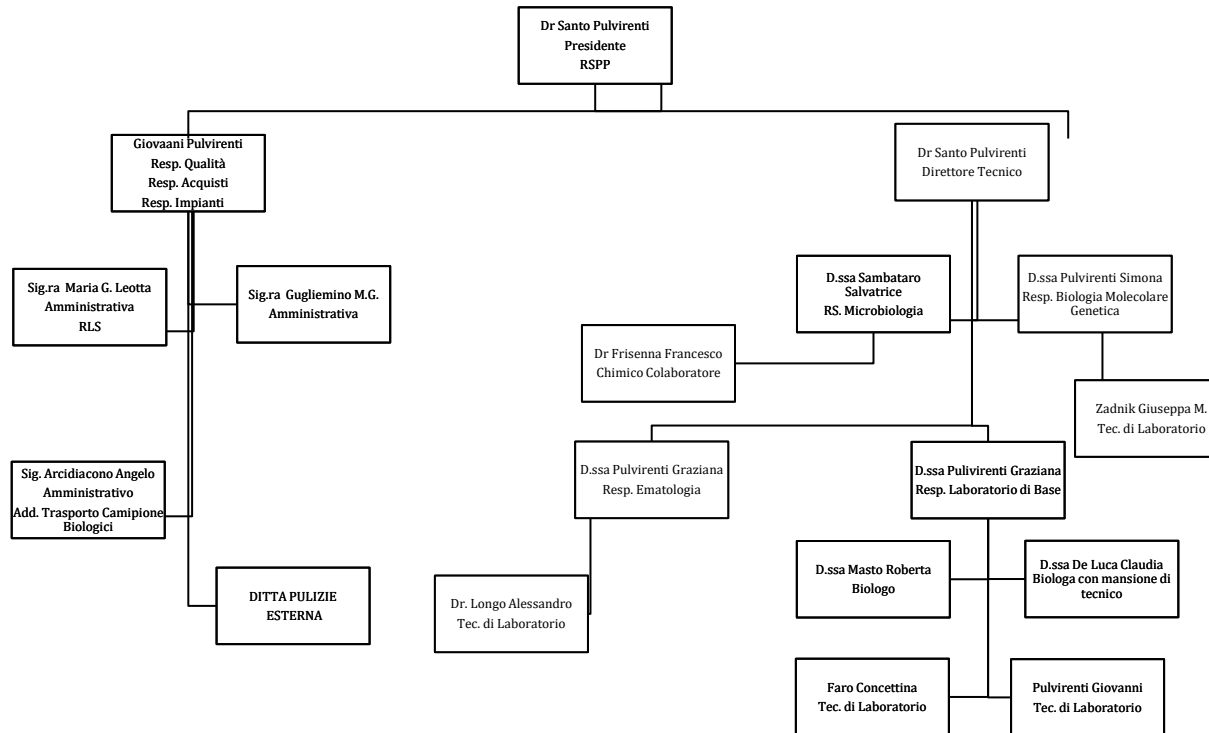 Dr Santo Pulvirenti
Presidente
RSPP
Giovaani Pulvirenti
Resp. Qualità
Resp. Acquisti
Resp. Impianti
Dr Santo Pulvirenti
Direttore Tecnico
Sig.ra Maria G. Leotta
Amministrativa
RLS
Sig.ra Gugliemino M.G.
Amministrativa
D.ssa Sambataro
Salvatrice
RS. Microbiologia
D.ssa Pulvirenti Simona
Resp. Biologia Molecolare
Genetica
Dr Frisenna Francesco
Chimico Colaboratore
Zadnik Giuseppa M.
Tec. di Laboratorio
Sig. Arcidiacono Angelo
Amministrativo
Add. Trasporto Camipione
Biologici
D.ssa Pulvirenti Graziana
Resp. Ematologia
D.ssa Pulivirenti Graziana
Resp. Laboratorio di Base
DITTA PULIZIE
ESTERNA
Dr. Longo Alessandro
Tec. di Laboratorio
D.ssa Masto Roberta
Biologo
D.ssa De Luca Claudia
Biologa con mansione di
tecnico
Faro Concettina
Tec. di Laboratorio
Pulvirenti Giovanni
Tec. di Laboratorio